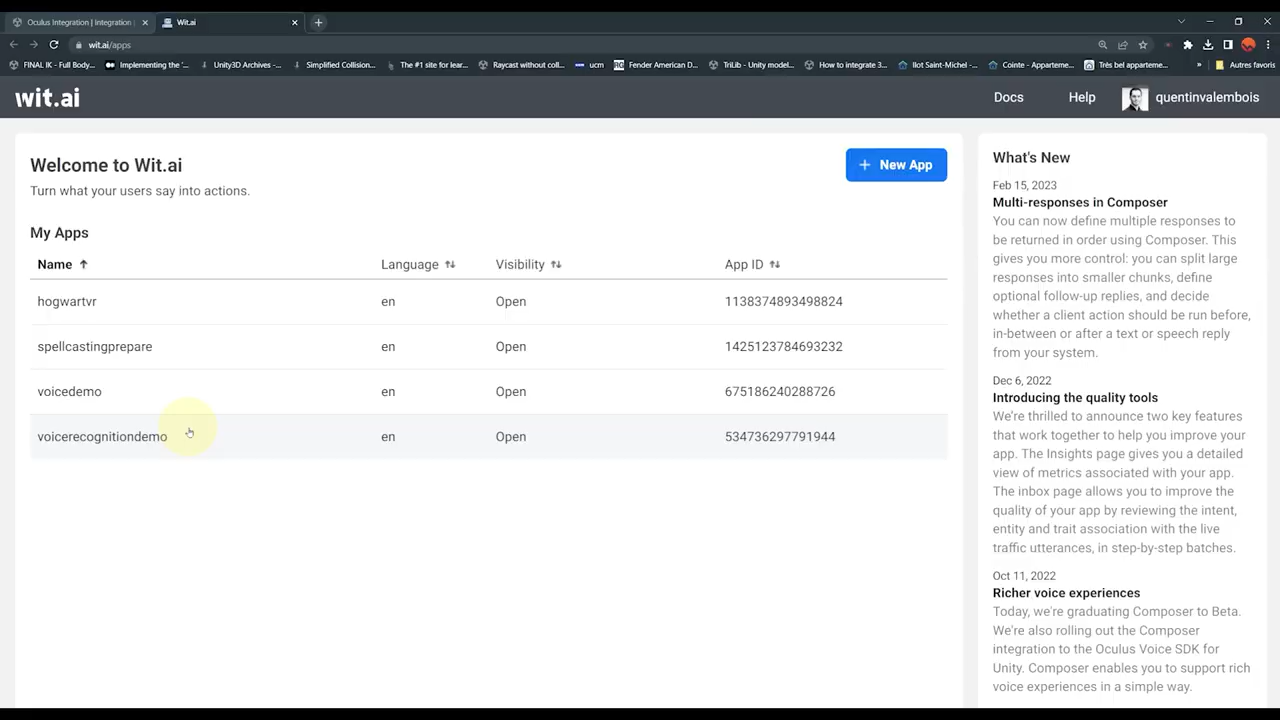 Oculus Integration | Integration
Wit.ai
wit.ai/apps
FINAL IK - Full Body...
Implementing the '...
Unity3D Archives -...
Simplified Collision...
The #1 site for lear...
Raycast without coll...
ucm
Fender American D...
TriLib - Unity model...
How to integrate 3...
Ilot Saint-Michel -...
Cointe - Apparteme...
Très bel apparteme...
»
Autres favoris
wit.ai
Docs
Help
quentinvalembois
Welcome to Wit.ai
+ New App
Turn what your users say into actions.
My Apps
Name Language Visibility App ID
hogwartvr en Open 1138374893498824
spellcastingprepare en Open 1425123784693232
voicedemo en Open 675186240288726
voicerecognitiondemo en Open 534736297791944
What's New
Feb 15, 2023
Multi-responses in Composer
You can now define multiple responses to
be returned in order using Composer. This
gives you more control: you can split large
responses into smaller chunks, define
optional follow-up replies, and decide
whether a client action should be run before,
in-between or after a text or speech reply
from your system.
Dec 6, 2022
Introducing the quality tools
We're thrilled to announce two key features
that work together to help you improve your
app. The Insights page gives you a detailed
view of metrics associated with your app.
The inbox page allows you to improve the
quality of your app by reviewing the intent,
entity and trait association with the live
traffic utterances, in step-by-step batches.
Oct 11, 2022
Richer voice experiences
Today, we're graduating Composer to Beta.
We're also rolling out the Composer
integration to the Oculus Voice SDK for
Unity. Composer enables you to support rich
voice experiences in a simple way.